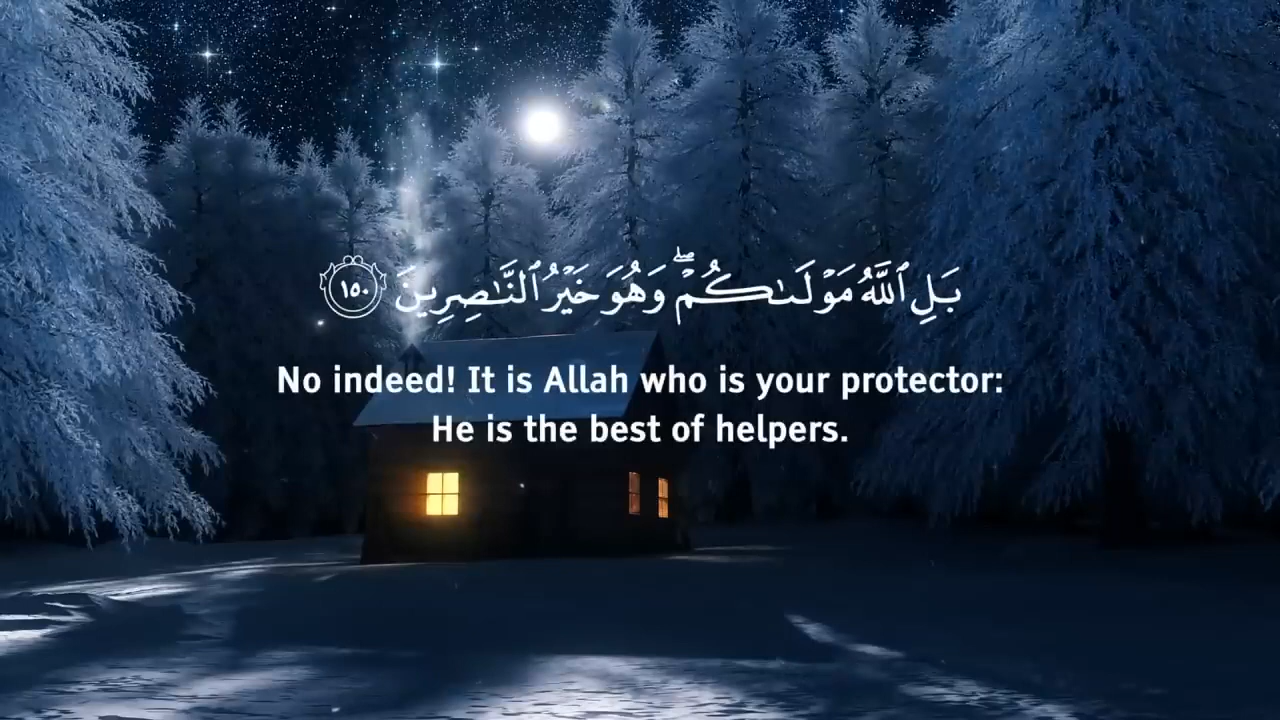 بَلِ ٱللَّهُ مَوْلَىٰكُمْ ۖ وَهُوَ خَيْرُ ٱلنَّـٰصِرِينَ ١٥٠
No indeed! It is Allah who is your protector:
He is the best of helpers.